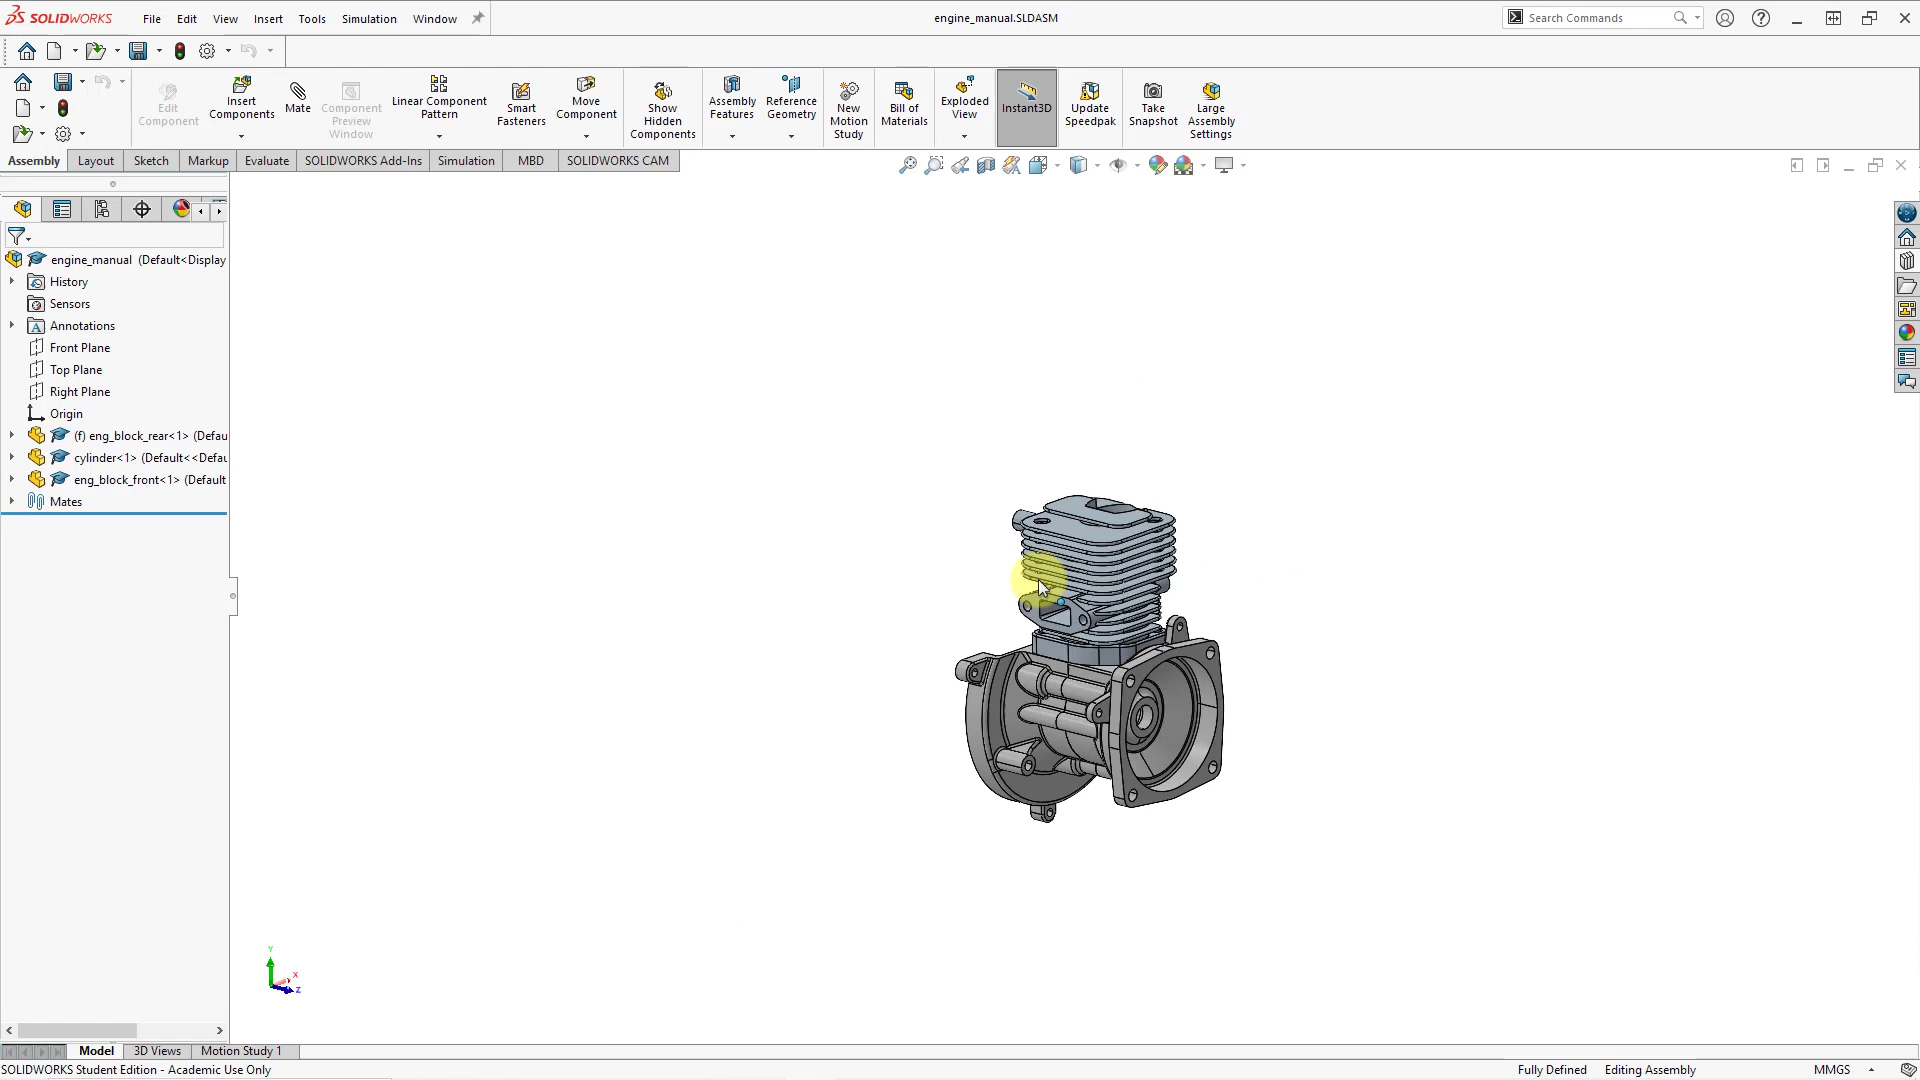 SOLIDWORKS File Edit View Insert Tools Simulation Window engine_manual.SLDASM Search Commands
Edit Component
Insert Components
Mate
Component Preview Window
Linear Component Pattern
Smart Fasteners
Move Component
Show Hidden Components
Assembly Features
Reference Geometry
New Motion Study
Bill of Materials
Exploded View
Instant3D
Update Speedpak
Take Snapshot
Large Assembly Settings
Assembly Layout Sketch Markup Evaluate SOLIDWORKS Add-Ins Simulation MBD SOLIDWORKS CAM
engine_manual (Default<Display
History
Sensors
Annotations
Front Plane
Top Plane
Right Plane
Origin
(f) eng_block_rear<1> (Defau
cylinder<1> (Default<<Defau
eng_block_front<1> (Default
Mates
Y
X
Z
Model 3D Views Motion Study 1
SOLIDWORKS Student Edition - Academic Use Only Fully Defined Editing Assembly MMGS